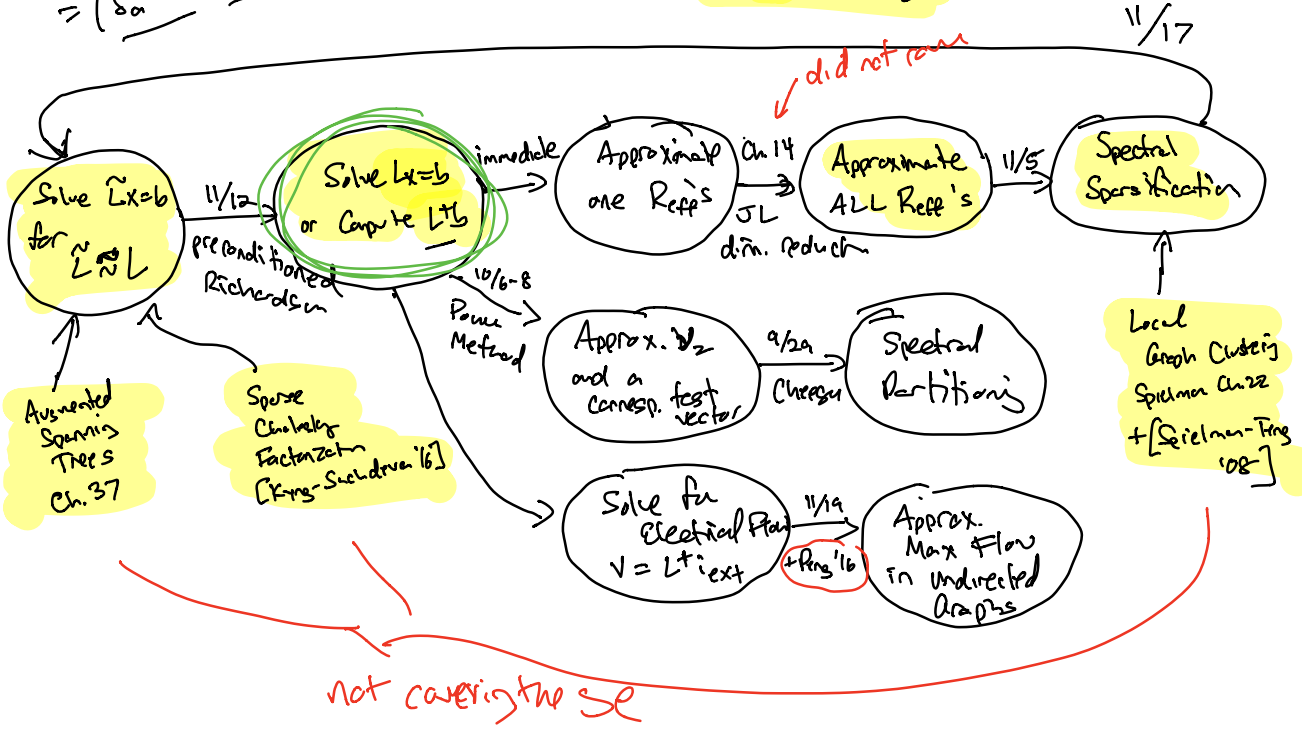 11/17
did not cover
Solve L̃x=b
for
L̃ ≈ L
11/12
preconditioned
Richardson
Solve Lx=b
or Compute L⁺b
immediate
Approximate
one Reff's
Ch. 14
JL
dim. reduction
Approximate
ALL Reff's
11/5
Spectral
Sparsification
10/6-8
Power
Method
Approx. ν₂
and a
corresp. test
vector
9/29
Cheeger
Spectral
Partitioning
Local
Graph Clustering
Spielman Ch.22
+[Spielman-Teng
'08]
Augmented
Spanning
Trees
Ch. 37
Sparse
Cholesky
Factorization
[Kyng-Sachdeva '16]
Solve for
Electrical Flow
V = L⁺ i_ext
11/19
+Peng '16
Approx.
Max Flow
in undirected
Graphs
not covering these